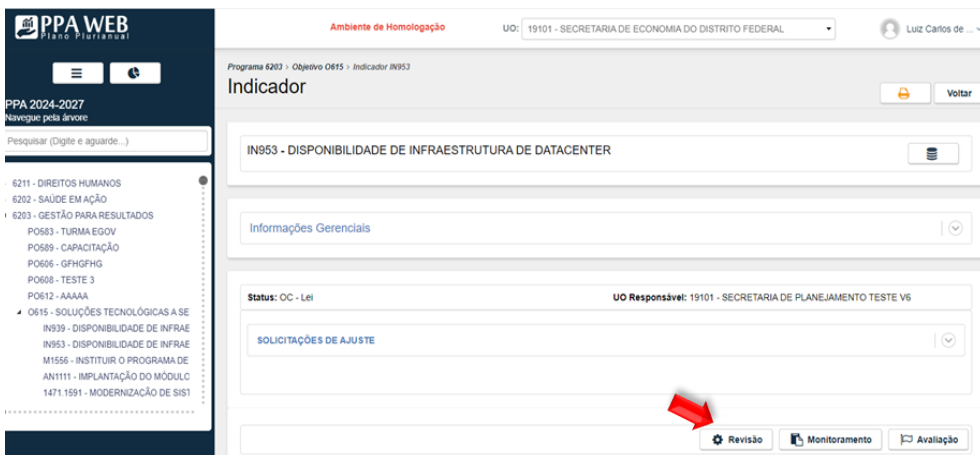 PPA WEB
Plano Plurianual
Ambiente de Homologação
UO: 19101 - SECRETARIA DE ECONOMIA DO DISTRITO FEDERAL
Luiz Carlos de ...
PPA 2024-2027
Navegue pela árvore
Pesquisar (Digite e aguarde...)
6211 - DIREITOS HUMANOS
6202 - SAÚDE EM AÇÃO
6203 - GESTÃO PARA RESULTADOS
PO583 - TURMA EGOV
PO589 - CAPACITAÇÃO
PO606 - GFHGFHG
PO608 - TESTE 3
PO612 - AAAAA
O615 - SOLUÇÕES TECNOLÓGICAS A SE
IN939 - DISPONIBILIDADE DE INFRAE
IN953 - DISPONIBILIDADE DE INFRAE
M1556 - INSTITUIR O PROGRAMA DE
AN1111 - IMPLANTAÇÃO DO MÓDULO
1471.1591 - MODERNIZAÇÃO DE SIST
Programa 6203 > Objetivo O615 > Indicador IN953
Indicador
Voltar
IN953 - DISPONIBILIDADE DE INFRAESTRUTURA DE DATACENTER
Informações Gerenciais
Status: OC - Lei
UO Responsável: 19101 - SECRETARIA DE PLANEJAMENTO TESTE V6
SOLICITAÇÕES DE AJUSTE
Revisão
Monitoramento
Avaliação